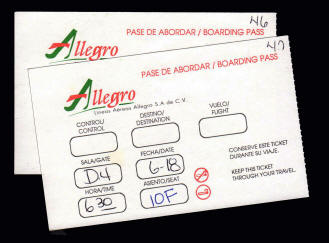 46
Allegro
PASE DE ABORDAR / BOARDING PASS
47
PASE DE ABORDAR / BOARDING PASS
Allegro
Líneas Aéreas Allegro S.A. de C.V.
CONTROL/ CONTROL
DESTINO/ DESTINATION
VUELO/ FLIGHT
SALA/GATE
D4
FECHA/DATE
6-18
HORA/TIME
630
ASIENTO/SEAT
10F
CONSERVE ESTE TICKET
DURANTE SU VIAJE.
KEEP THIS TICKET
THROUGH YOUR TRAVEL.